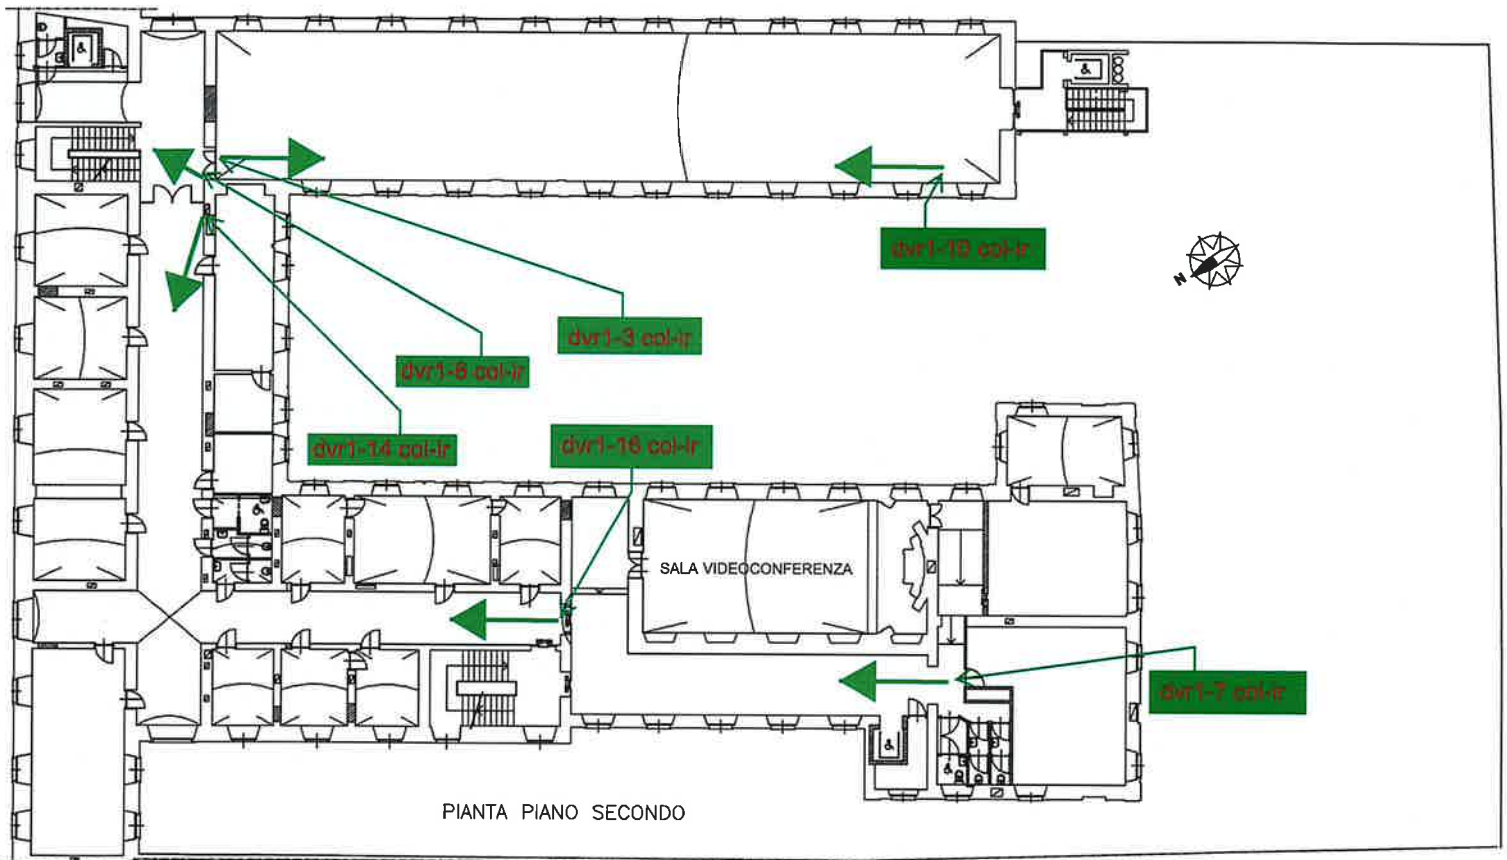 dvr1-10 col-ir
N
dvr1-3 col-ir
dvr1-8 col-ir
dvr1-14 col-ir
dvr1-16 col-ir
SALA VIDEOCONFERENZA
dvr1-7 col-ir
PIANTA PIANO SECONDO